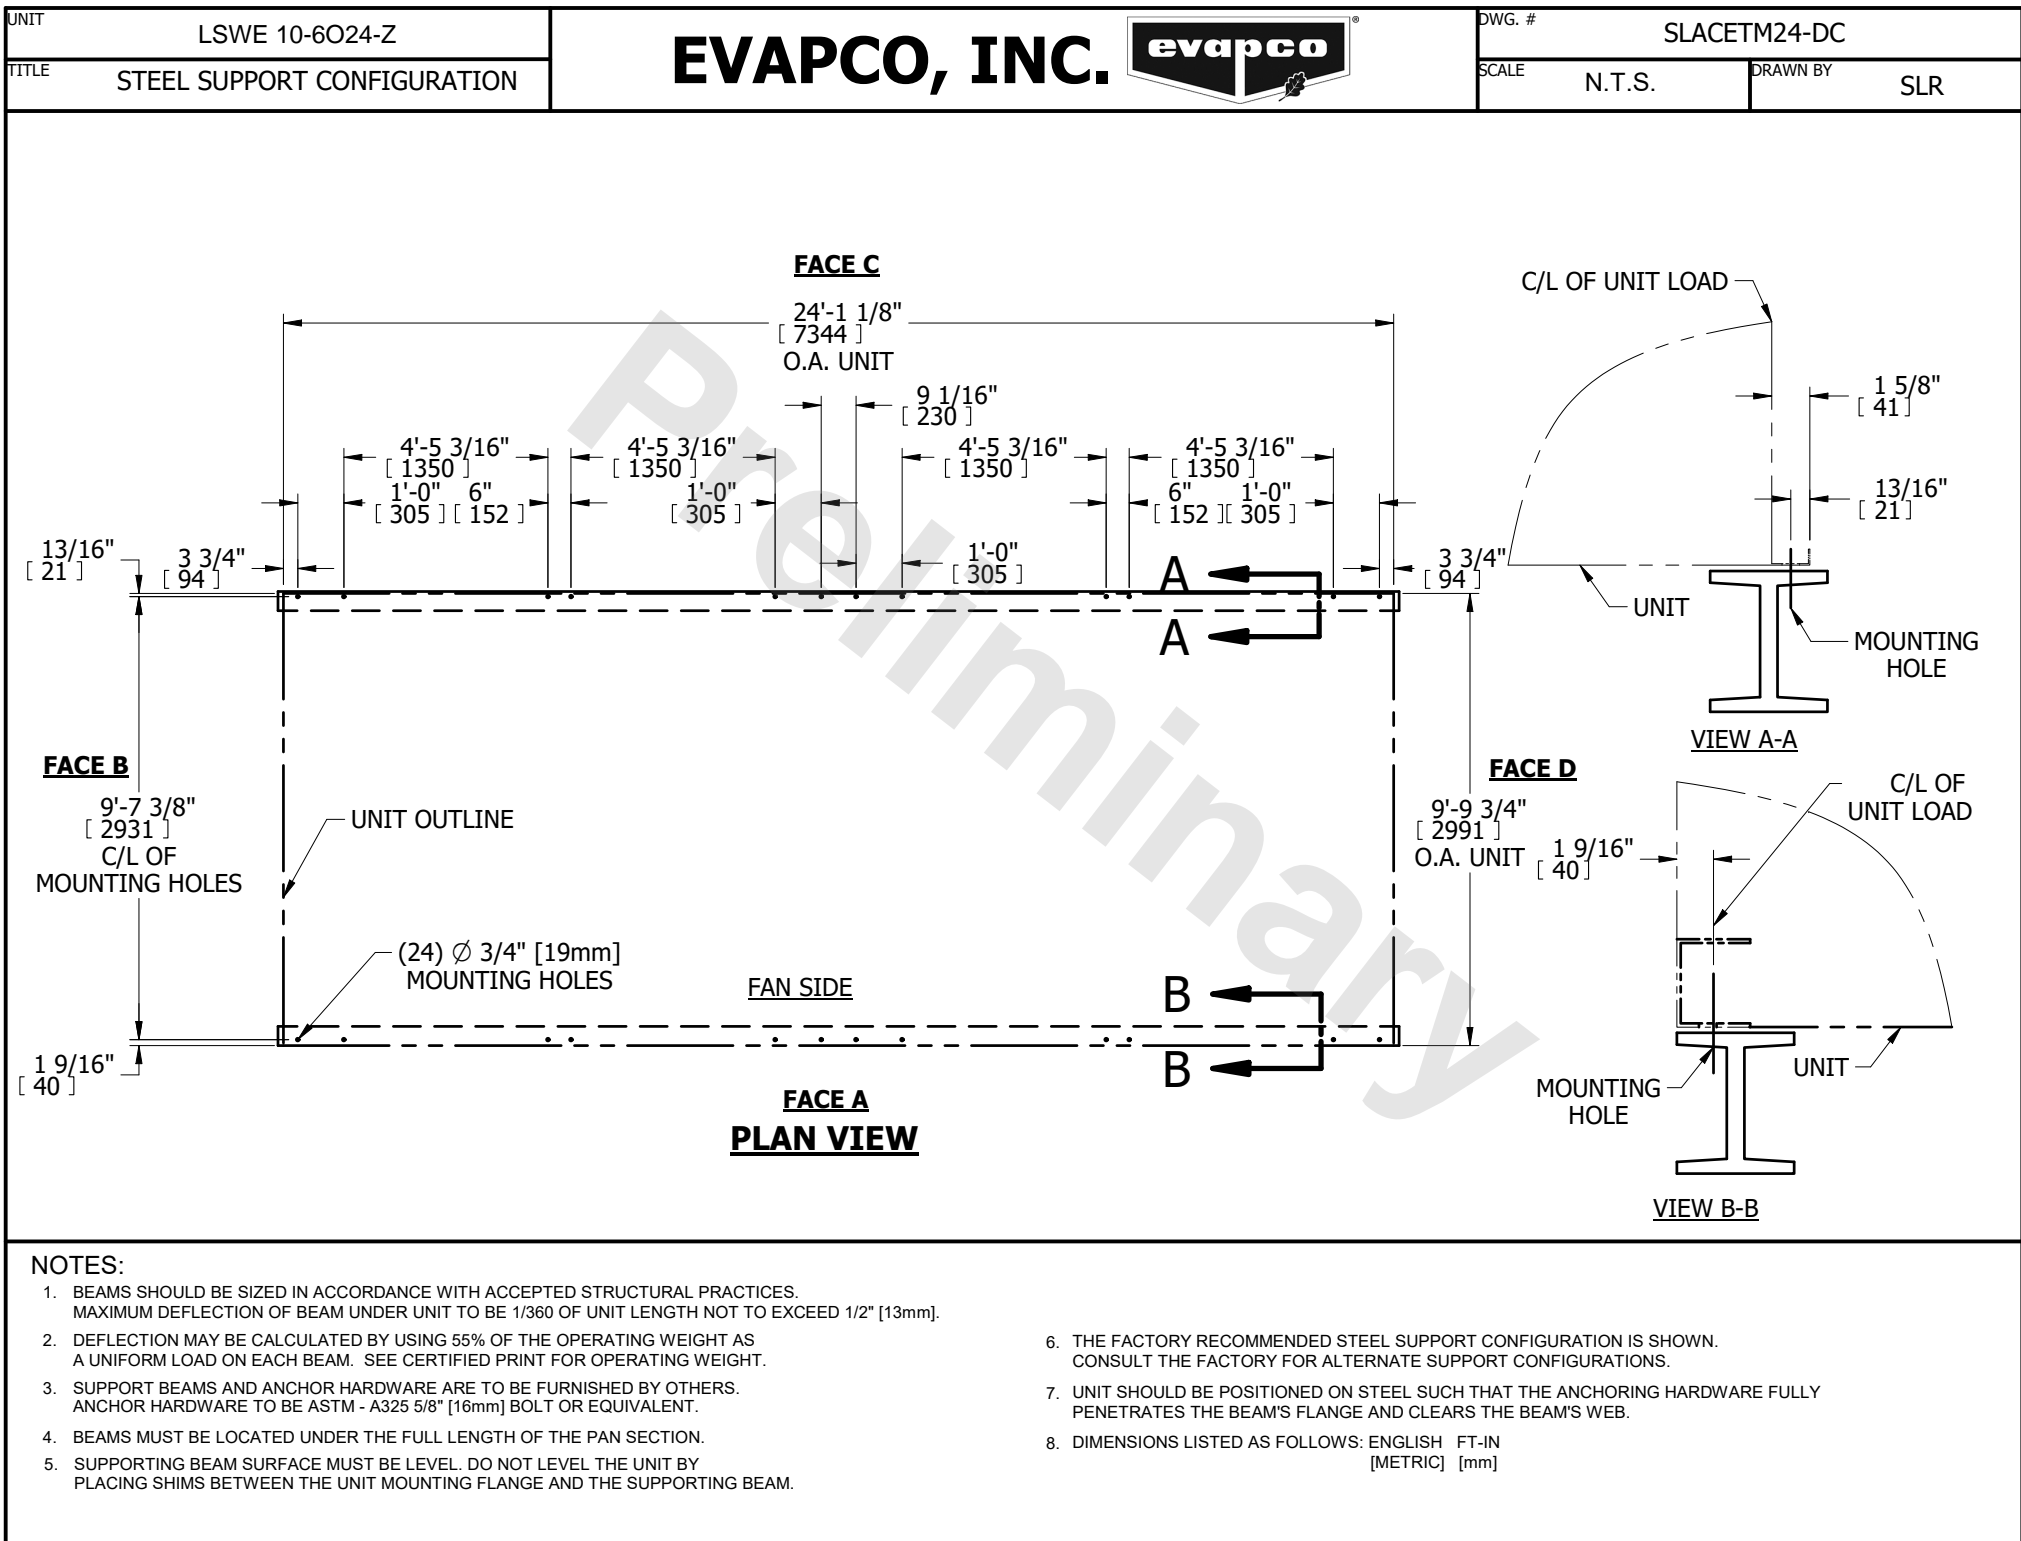 UNIT
LSWE 10-6O24-Z
TITLE
STEEL SUPPORT CONFIGURATION
EVAPCO, INC.
evapco
®
DWG. #
SLACETM24-DC
SCALE
N.T.S.
DRAWN BY
SLR
FACE C
24'-1 1/8"
[ 7344 ]
O.A. UNIT
9 1/16"
[ 230 ]
4'-5 3/16"
[ 1350 ]
4'-5 3/16"
[ 1350 ]
4'-5 3/16"
[ 1350 ]
4'-5 3/16"
[ 1350 ]
1'-0"
[ 305 ]
6"
[ 152 ]
1'-0"
[ 305 ]
6"
[ 152 ]
1'-0"
[ 305 ]
13/16"
[ 21 ]
3 3/4"
[ 94 ]
1'-0"
[ 305 ]
3 3/4"
[ 94 ]
A
A
FACE B
9'-7 3/8"
[ 2931 ]
C/L OF
MOUNTING HOLES
UNIT OUTLINE
(24) Ø 3/4" [19mm]
MOUNTING HOLES
FAN SIDE
B
B
1 9/16"
[ 40 ]
FACE A
PLAN VIEW
FACE D
9'-9 3/4"
[ 2991 ]
O.A. UNIT
Preliminary
C/L OF UNIT LOAD
1 5/8"
[ 41 ]
13/16"
[ 21 ]
UNIT
MOUNTING
HOLE
VIEW A-A
C/L OF
UNIT LOAD
1 9/16"
[ 40 ]
UNIT
MOUNTING
HOLE
VIEW B-B
NOTES:
1. BEAMS SHOULD BE SIZED IN ACCORDANCE WITH ACCEPTED STRUCTURAL PRACTICES.
MAXIMUM DEFLECTION OF BEAM UNDER UNIT TO BE 1/360 OF UNIT LENGTH NOT TO EXCEED 1/2" [13mm].
2. DEFLECTION MAY BE CALCULATED BY USING 55% OF THE OPERATING WEIGHT AS
A UNIFORM LOAD ON EACH BEAM. SEE CERTIFIED PRINT FOR OPERATING WEIGHT.
3. SUPPORT BEAMS AND ANCHOR HARDWARE ARE TO BE FURNISHED BY OTHERS.
ANCHOR HARDWARE TO BE ASTM - A325 5/8" [16mm] BOLT OR EQUIVALENT.
4. BEAMS MUST BE LOCATED UNDER THE FULL LENGTH OF THE PAN SECTION.
5. SUPPORTING BEAM SURFACE MUST BE LEVEL. DO NOT LEVEL THE UNIT BY
PLACING SHIMS BETWEEN THE UNIT MOUNTING FLANGE AND THE SUPPORTING BEAM.
6. THE FACTORY RECOMMENDED STEEL SUPPORT CONFIGURATION IS SHOWN.
CONSULT THE FACTORY FOR ALTERNATE SUPPORT CONFIGURATIONS.
7. UNIT SHOULD BE POSITIONED ON STEEL SUCH THAT THE ANCHORING HARDWARE FULLY
PENETRATES THE BEAM'S FLANGE AND CLEARS THE BEAM'S WEB.
8. DIMENSIONS LISTED AS FOLLOWS: ENGLISH FT-IN
[METRIC] [mm]